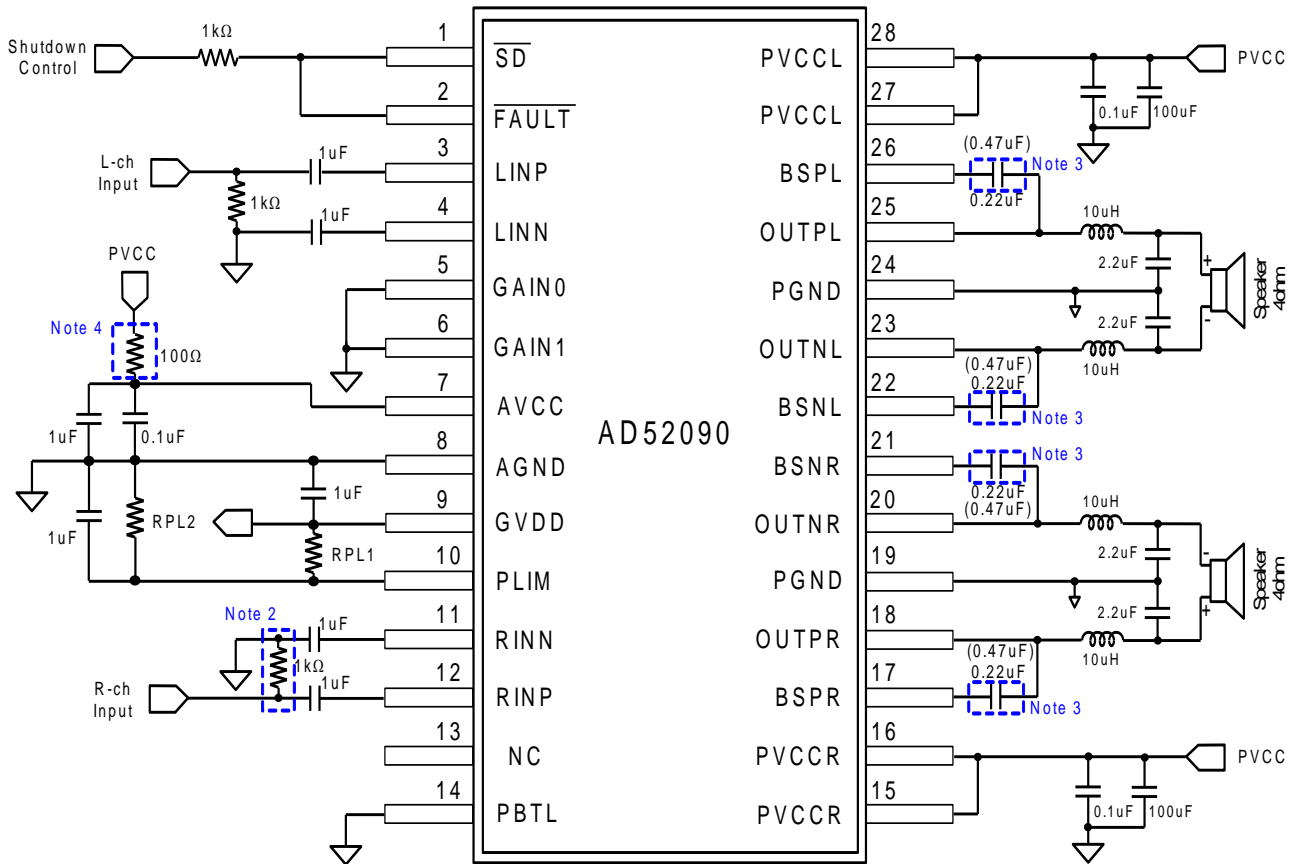 Shutdown
Control
1kΩ
1
SD
2
FAULT
L-ch
Input
1uF
3
LINP
1kΩ
1uF
4
LINN
PVCC
5
GAIN0
Note 4
100Ω
6
GAIN1
7
AVCC
1uF
0.1uF
8
AGND
1uF
1uF
RPL2
9
GVDD
RPL1
10
PLIM
Note 2
1uF
11
RINN
1kΩ
1uF
R-ch
Input
12
RINP
13
NC
14
PBTL
AD52090
28
PVCCL
PVCC
27
PVCCL
0.1uF
100uF
26
BSPL
(0.47uF)
Note 3
0.22uF
25
OUTPL
10uH
2.2uF
+
24
PGND
Speaker
4ohm
2.2uF
-
23
OUTNL
10uH
(0.47uF)
0.22uF
22
BSNL
Note 3
21
BSNR
Note 3
0.22uF
(0.47uF)
20
OUTNR
10uH
2.2uF
-
19
PGND
Speaker
4ohm
2.2uF
+
18
OUTPR
10uH
(0.47uF)
0.22uF
17
BSPR
Note 3
16
PVCCR
PVCC
15
PVCCR
0.1uF
100uF